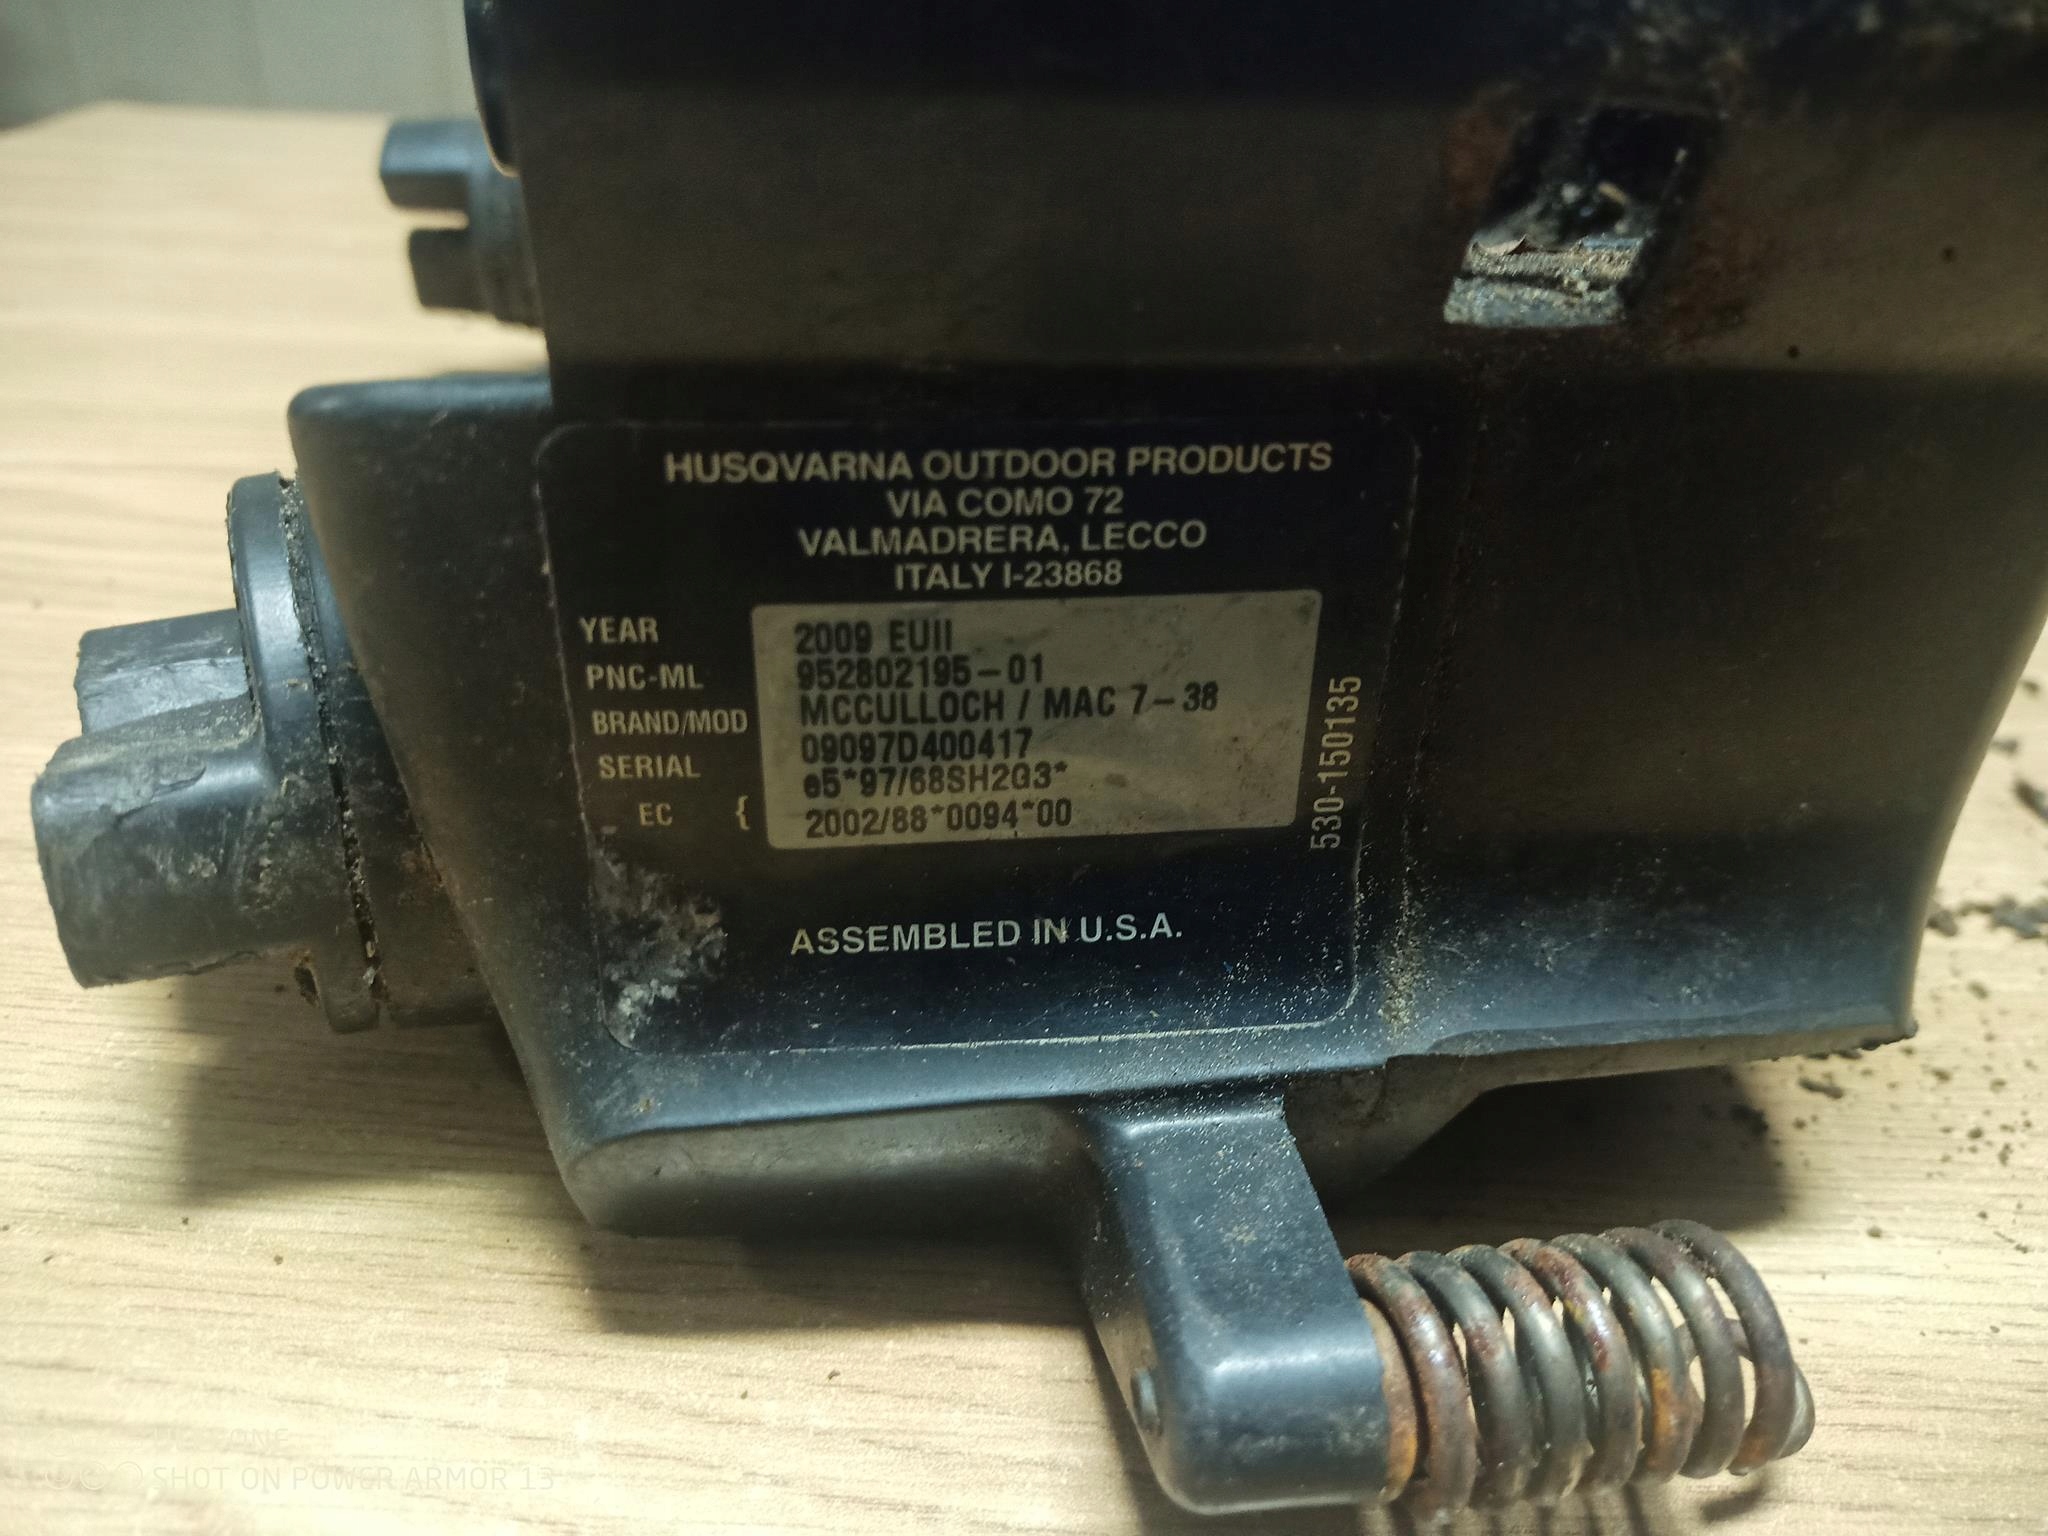 HUSQVARNA OUTDOOR PRODUCTS
VIA COMO 72
VALMADRERA, LECCO
ITALY I-23868
YEAR 2009 EUII
PNC-ML 952802195-01
BRAND/MOD MCCULLOCH / MAC 7-38
SERIAL 09097D400417
EC { e5*97/68SH2G3*
2002/88*0094*00
530-150135
ASSEMBLED IN U.S.A.
SHOT ON POWER ARMOR 13